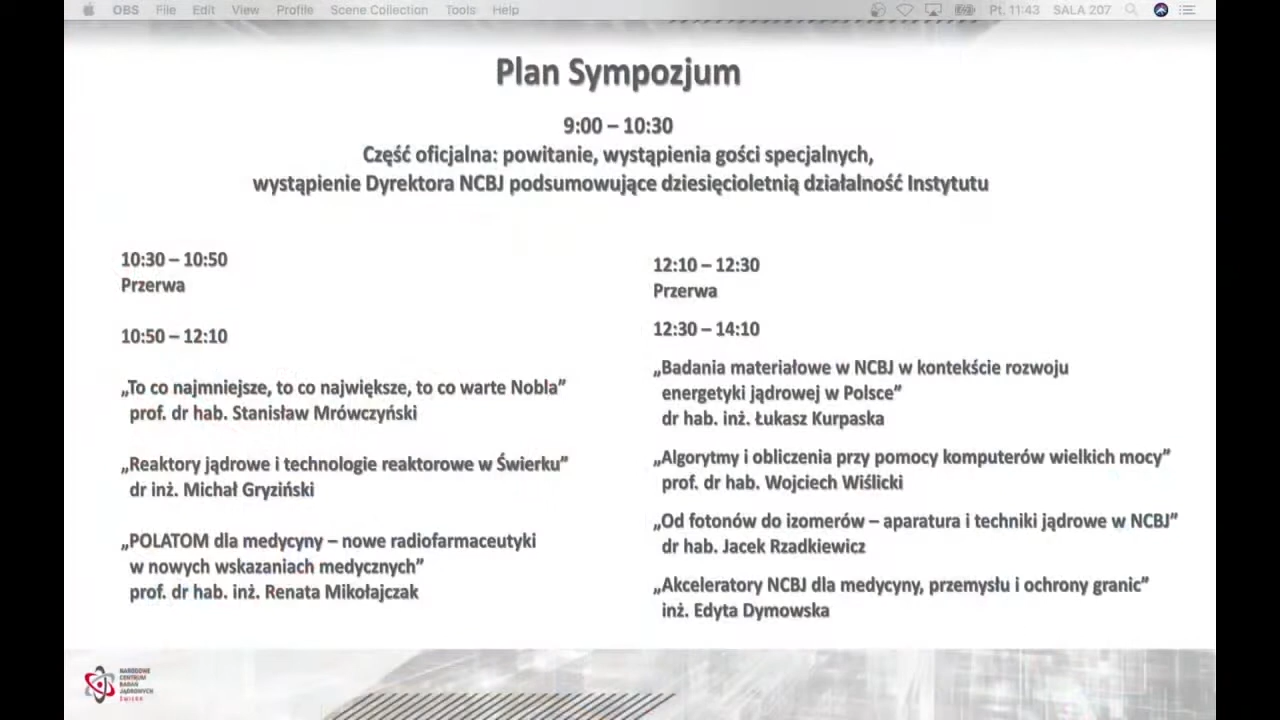 OBS File Edit View Profile Scene Collection Tools Help Pt. 11:43 SALA 207
Plan Sympozjum
9:00 – 10:30
Część oficjalna: powitanie, wystąpienia gości specjalnych,
wystąpienie Dyrektora NCBJ podsumowujące dziesięcioletnią działalność Instytutu
10:30 – 10:50
Przerwa
10:50 – 12:10
„To co najmniejsze, to co największe, to co warte Nobla”
prof. dr hab. Stanisław Mrówczyński
„Reaktory jądrowe i technologie reaktorowe w Świerku”
dr inż. Michał Gryziński
„POLATOM dla medycyny – nowe radiofarmaceutyki
w nowych wskazaniach medycznych”
prof. dr hab. inż. Renata Mikołajczak
12:10 – 12:30
Przerwa
12:30 – 14:10
„Badania materiałowe w NCBJ w kontekście rozwoju
energetyki jądrowej w Polsce”
dr hab. inż. Łukasz Kurpaska
„Algorytmy i obliczenia przy pomocy komputerów wielkich mocy”
prof. dr hab. Wojciech Wiślicki
„Od fotonów do izomerów – aparatura i techniki jądrowe w NCBJ”
dr hab. Jacek Rzadkiewicz
„Akceleratory NCBJ dla medycyny, przemysłu i ochrony granic”
inż. Edyta Dymowska
NARODOWE
CENTRUM
BADAŃ
JĄDROWYCH
ŚWIERK